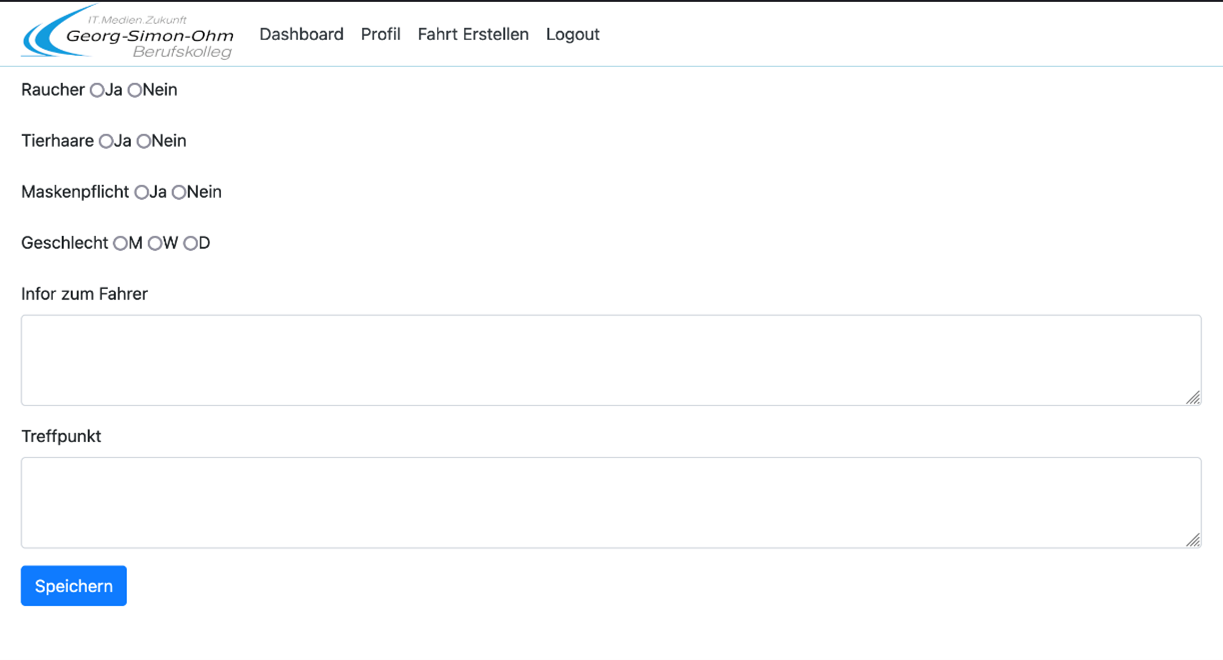 IT.Medien.Zukunft
Georg-Simon-Ohm
Berufskolleg
Dashboard Profil Fahrt Erstellen Logout
Raucher Ja Nein
Tierhaare Ja Nein
Maskenpflicht Ja Nein
Geschlecht M W D
Infor zum Fahrer
Treffpunkt
Speichern